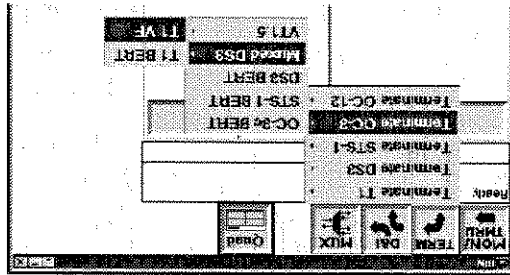 MON/ THRU
TERM
D&I
MUX
Quad
Ready
Terminate T1
Terminate DS3
Terminate STS-1
Terminate OC-3
Terminate OC-12
OC-3c BERT
STS-1 BERT
DS3 BERT
Muxed DS3
VT1.5
T1 BERT
T1 VF